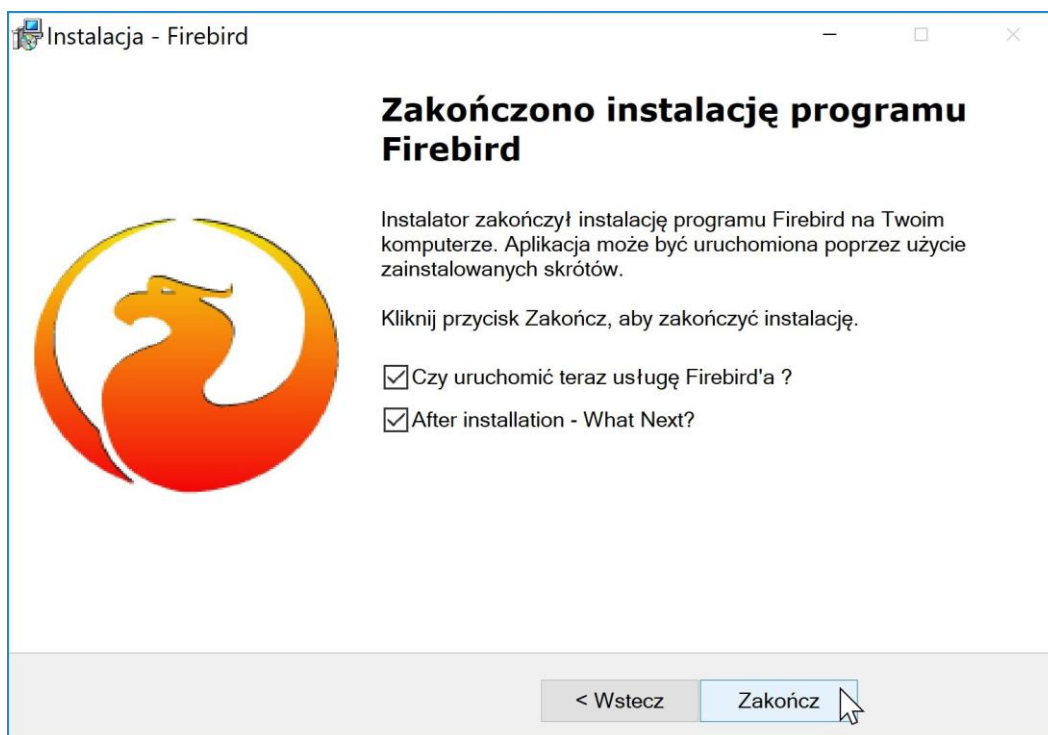 Instalacja - Firebird
Zakończono instalację programu
Firebird
Instalator zakończył instalację programu Firebird na Twoim
komputerze. Aplikacja może być uruchomiona poprzez użycie
zainstalowanych skrótów.
Kliknij przycisk Zakończ, aby zakończyć instalację.
Czy uruchomić teraz usługę Firebird'a ?
After installation - What Next?
< Wstecz
Zakończ